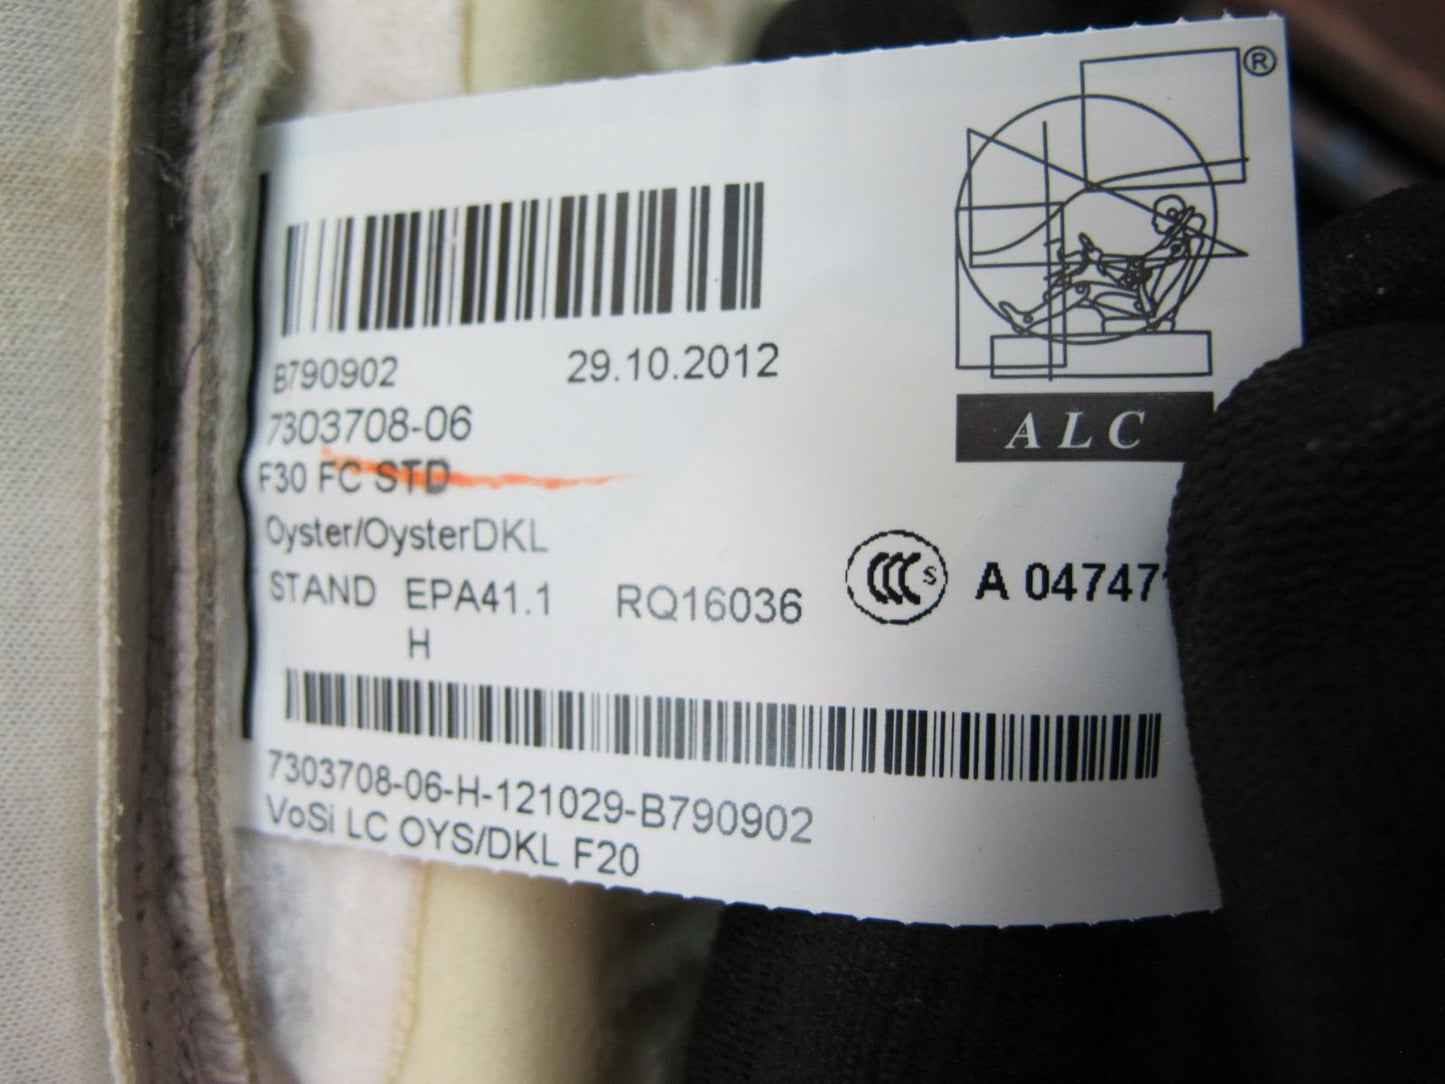 ®
ALC
B790902 29.10.2012
7303708-06
F30 FC STD
Oyster/OysterDKL
STAND EPA41.1 RQ16036 CCC S A 04747
H
7303708-06-H-121029-B790902
VoSi LC OYS/DKL F20